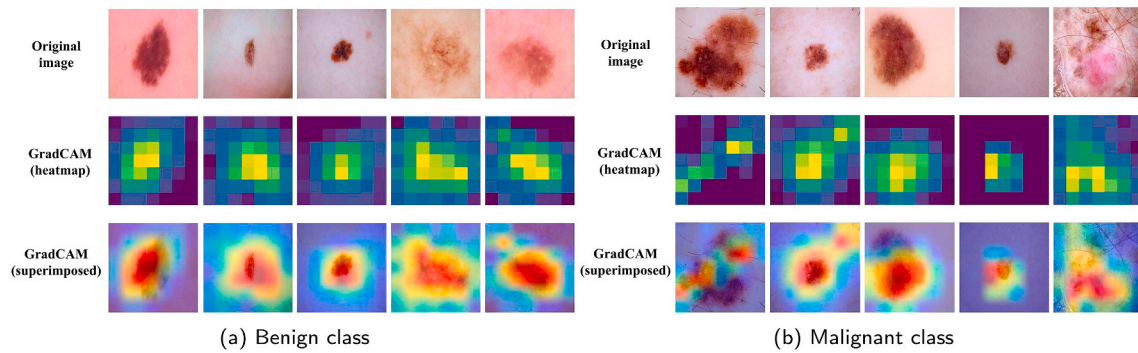 Original
image
GradCAM
(heatmap)
GradCAM
(superimposed)
(a) Benign class
Original
image
GradCAM
(heatmap)
GradCAM
(superimposed)
(b) Malignant class